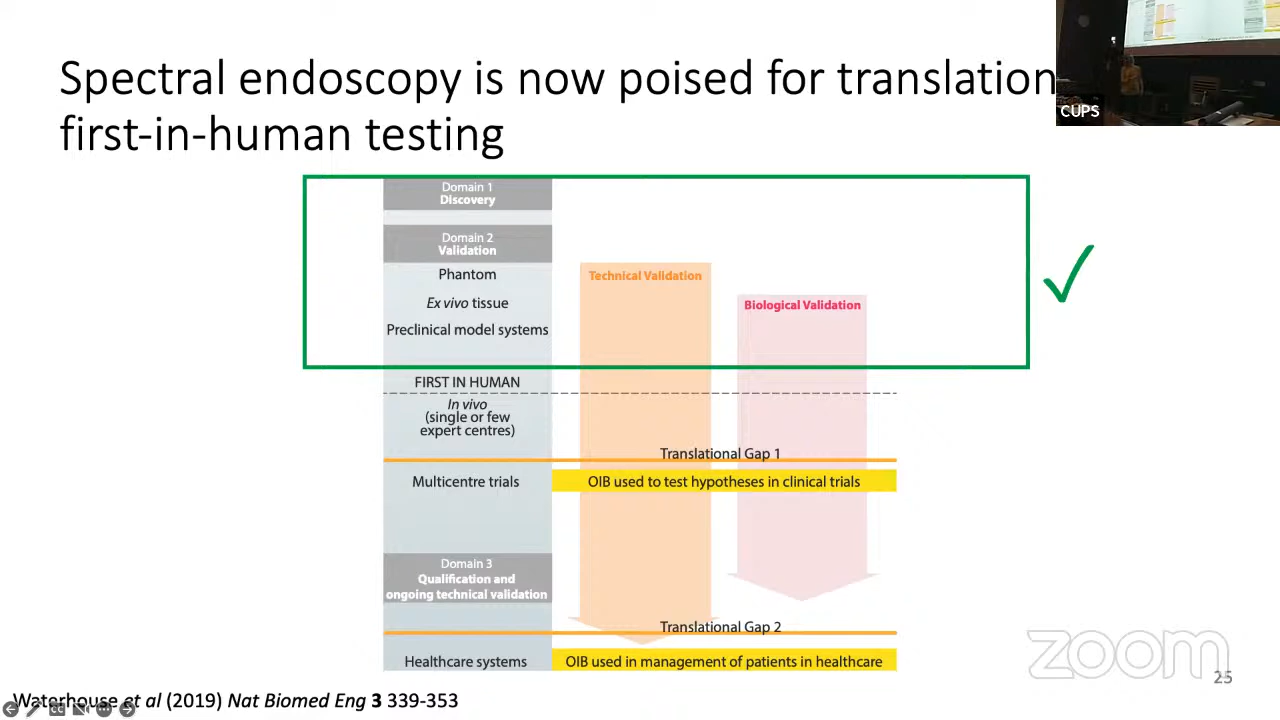 Spectral endoscopy is now poised for translation
first-in-human testing
CUPS
Domain 1
Discovery
Domain 2
Validation
Phantom
Technical Validation
Ex vivo tissue
Biological Validation
Preclinical model systems
FIRST IN HUMAN
In vivo
(single or few
expert centres)
Translational Gap 1
Multicentre trials
OIB used to test hypotheses in clinical trials
Domain 3
Qualification and
ongoing technical validation
Translational Gap 2
Healthcare systems
OIB used in management of patients in healthcare
zoom
25
Waterhouse et al (2019) Nat Biomed Eng 3 339-353